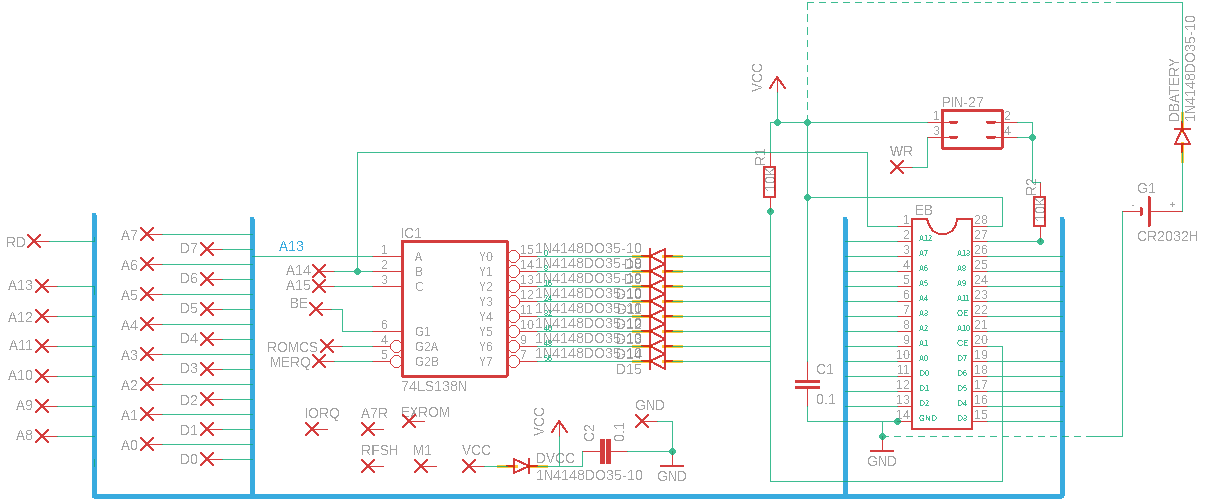 VCC
DBATERY
1N4148DO35-10
PIN-27
1
2
3
4
WR
R1
10K
R2
10K
G1
-
+
CR2032H
RD
A13
A12
A11
A10
A9
A8
A7
A6
A5
A4
A3
A2
A1
A0
D7
D6
D5
D4
D3
D2
D1
D0
A13
A14
A15
BE
ROMCS
MERQ
IC1
1
2
3
6
4
5
A
B
C
G1
G2A
G2B
Y0
Y1
Y2
Y3
Y4
Y5
Y6
Y7
15
14
13
12
11
10
9
7
74LS138N
1N4148DO35-10
1N4148DO35-10
1N4148DO35-10
1N4148DO35-10
1N4148DO35-10
1N4148DO35-10
1N4148DO35-10
1N4148DO35-10
D8
D9
D10
D11
D12
D13
D14
D15
IORQ
A7R
EXROM
RFSH
M1
VCC
DVCC
1N4148DO35-10
VCC
C2
0.1
GND
GND
C1
0.1
EB
1
2
3
4
5
6
7
8
9
10
11
12
13
14
A12
A7
A6
A5
A4
A3
A2
A1
A0
D0
D1
D2
GND
28
27
26
25
24
23
22
21
20
19
18
17
16
15
A13
A8
A9
A11
OE
A10
CE
D7
D6
D5
D4
D3
GND